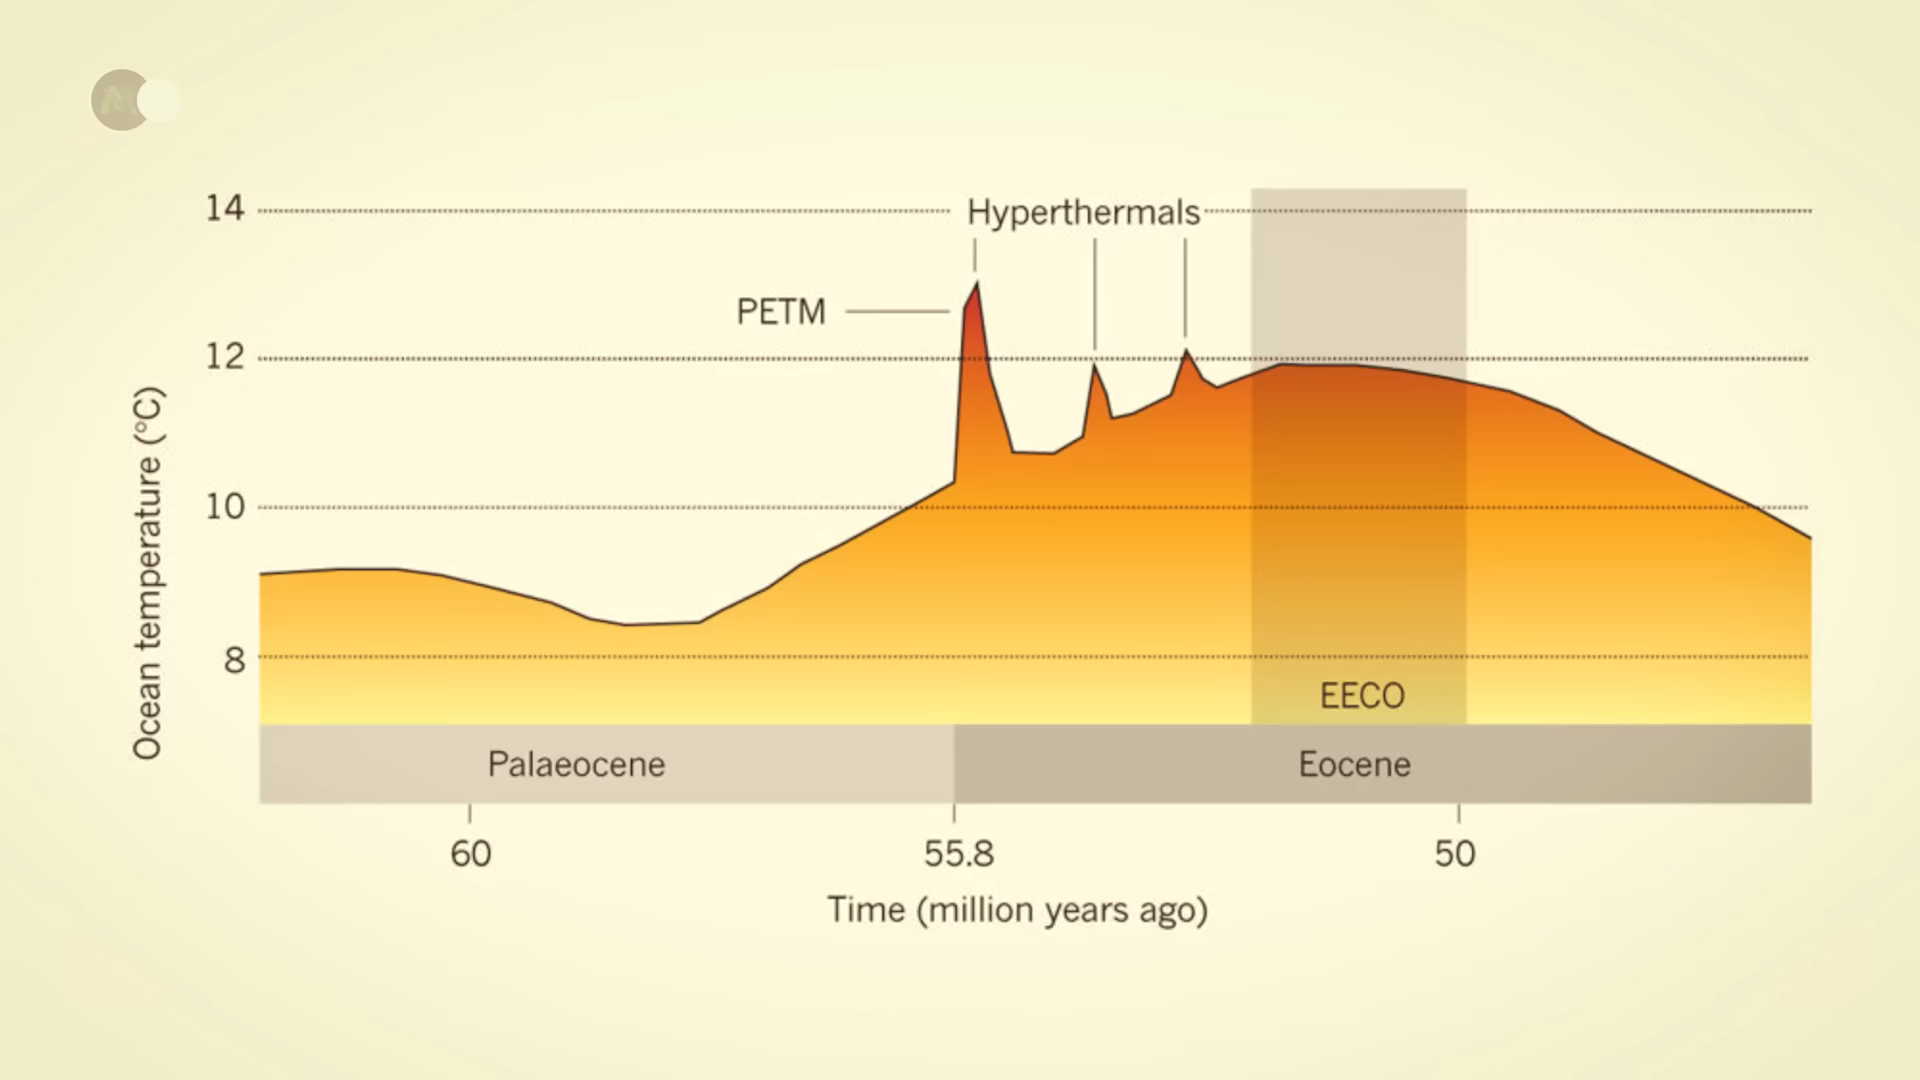 14
Hyperthermals
PETM
12
10
8
Ocean temperature (°C)
EECO
Palaeocene
Eocene
60
55.8
50
Time (million years ago)